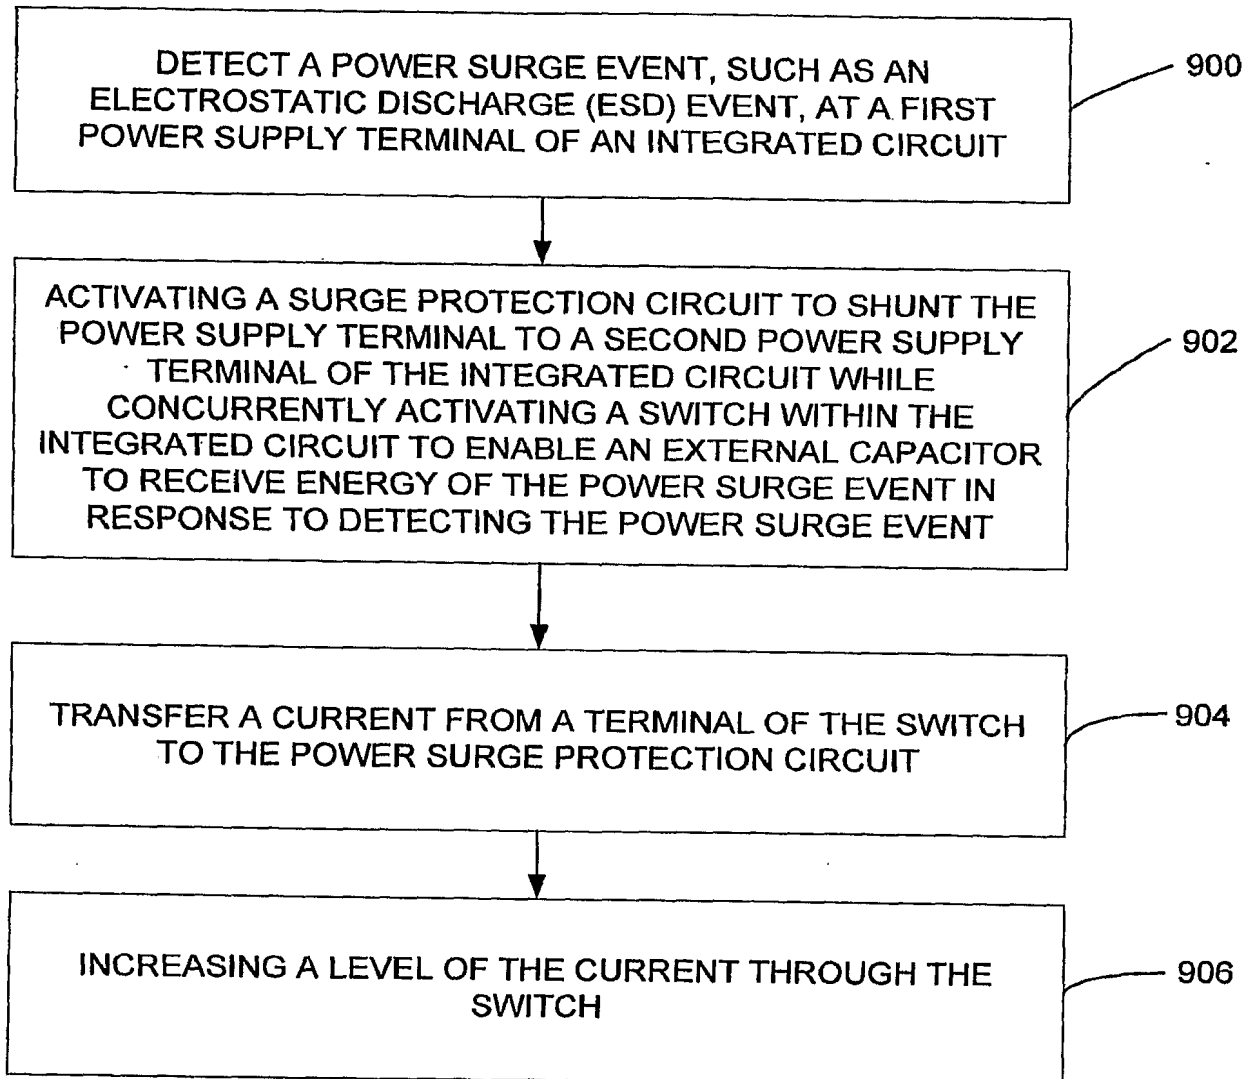 DETECT A POWER SURGE EVENT, SUCH AS AN
ELECTROSTATIC DISCHARGE (ESD) EVENT, AT A FIRST
POWER SUPPLY TERMINAL OF AN INTEGRATED CIRCUIT
900
ACTIVATING A SURGE PROTECTION CIRCUIT TO SHUNT THE
POWER SUPPLY TERMINAL TO A SECOND POWER SUPPLY
TERMINAL OF THE INTEGRATED CIRCUIT WHILE
CONCURRENTLY ACTIVATING A SWITCH WITHIN THE
INTEGRATED CIRCUIT TO ENABLE AN EXTERNAL CAPACITOR
TO RECEIVE ENERGY OF THE POWER SURGE EVENT IN
RESPONSE TO DETECTING THE POWER SURGE EVENT
902
TRANSFER A CURRENT FROM A TERMINAL OF THE SWITCH
TO THE POWER SURGE PROTECTION CIRCUIT
904
INCREASING A LEVEL OF THE CURRENT THROUGH THE
SWITCH
906